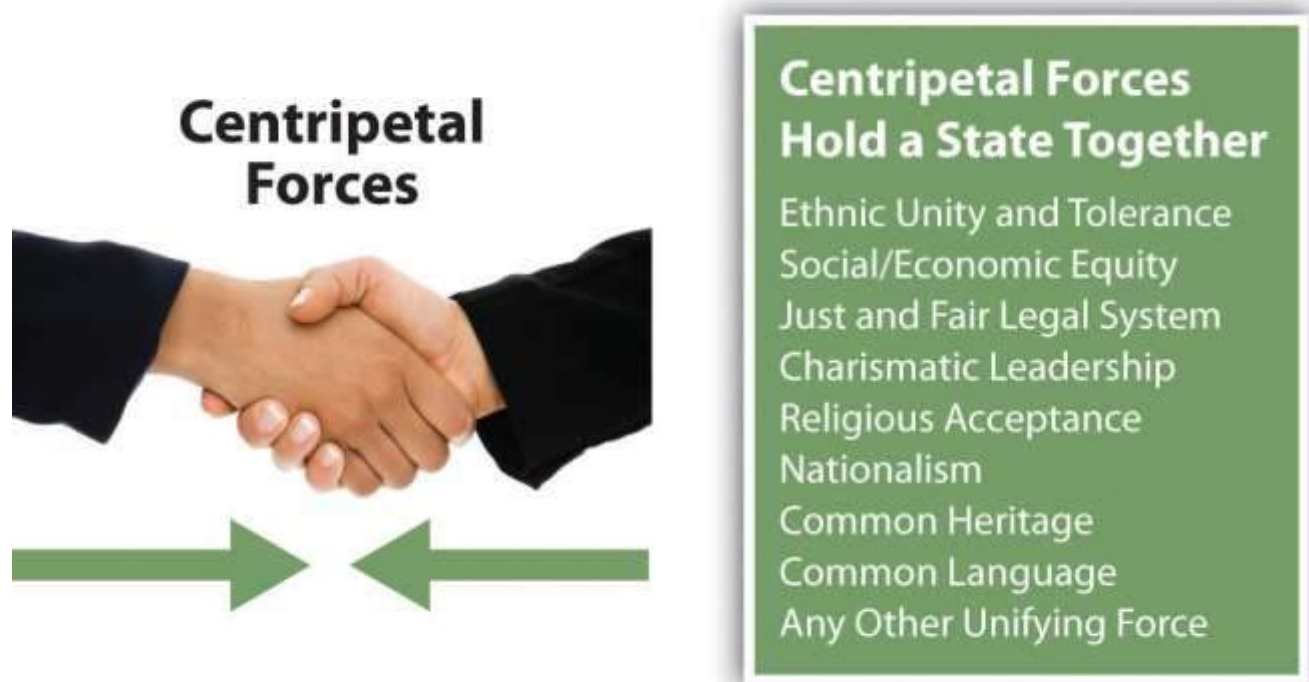 Centripetal
Forces
Centripetal Forces
Hold a State Together
Ethnic Unity and Tolerance
Social/Economic Equity
Just and Fair Legal System
Charismatic Leadership
Religious Acceptance
Nationalism
Common Heritage
Common Language
Any Other Unifying Force